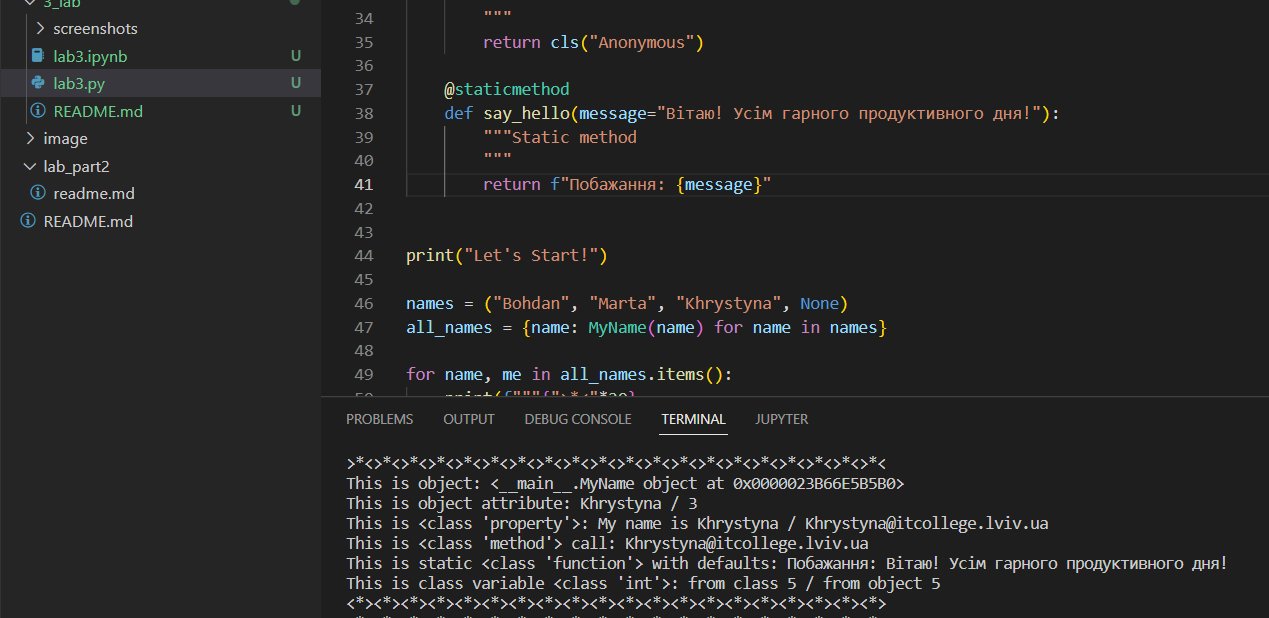 3_lab
screenshots
lab3.ipynb U
lab3.py U
README.md U
image
lab_part2
readme.md
README.md
34 """
35 return cls("Anonymous")
36
37 @staticmethod
38 def say_hello(message="Вітаю! Усім гарного продуктивного дня!"):
39 """Static method
40 """
41 return f"Побажання: {message}"
42
43
44 print("Let's Start!")
45
46 names = ("Bohdan", "Marta", "Khrystyna", None)
47 all_names = {name: MyName(name) for name in names}
48
49 for name, me in all_names.items():
PROBLEMS OUTPUT DEBUG CONSOLE TERMINAL JUPYTER
>*<>*<>*<>*<>*<>*<>*<>*<>*<>*<>*<>*<>*<>*<>*<>*<>*<>*<>*<>*<
This is object: <__main__.MyName object at 0x0000023B66E5B5B0>
This is object attribute: Khrystyna / 3
This is <class 'property'>: My name is Khrystyna / Khrystyna@itcollege.lviv.ua
This is <class 'method'> call: Khrystyna@itcollege.lviv.ua
This is static <class 'function'> with defaults: Побажання: Вітаю! Усім гарного продуктивного дня!
This is class variable <class 'int'>: from class 5 / from object 5
<*><*><*><*><*><*><*><*><*><*><*><*><*><*><*><*><*><*><*><*>